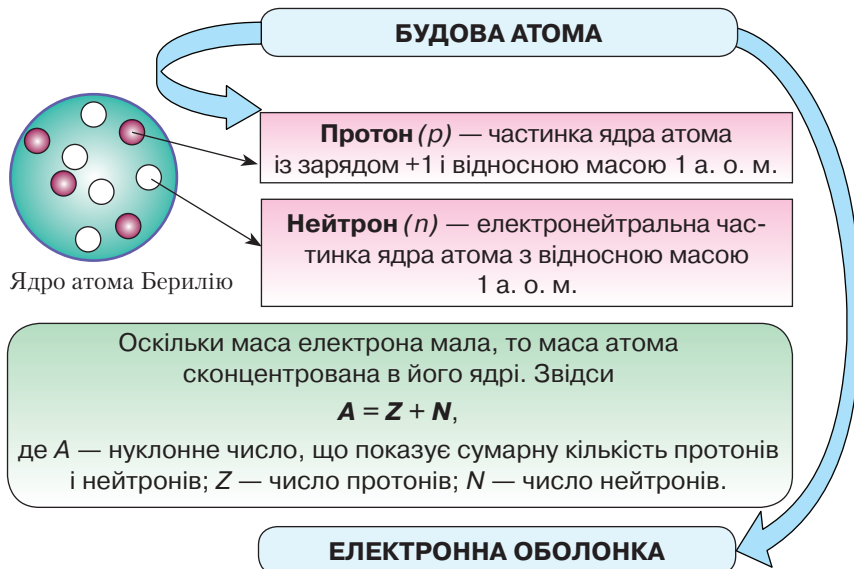 БУДОВА АТОМА
Протон (p) — частинка ядра атома
із зарядом +1 і відносною масою 1 а. о. м.
Нейтрон (n) — електронейтральна час-
тинка ядра атома з відносною масою
1 а. о. м.
Ядро атома Берилію
Оскільки маса електрона мала, то маса атома
сконцентрована в його ядрі. Звідси
A = Z + N,
де A — нуклонне число, що показує сумарну кількість протонів
і нейтронів; Z — число протонів; N — число нейтронів.
ЕЛЕКТРОННА ОБОЛОНКА